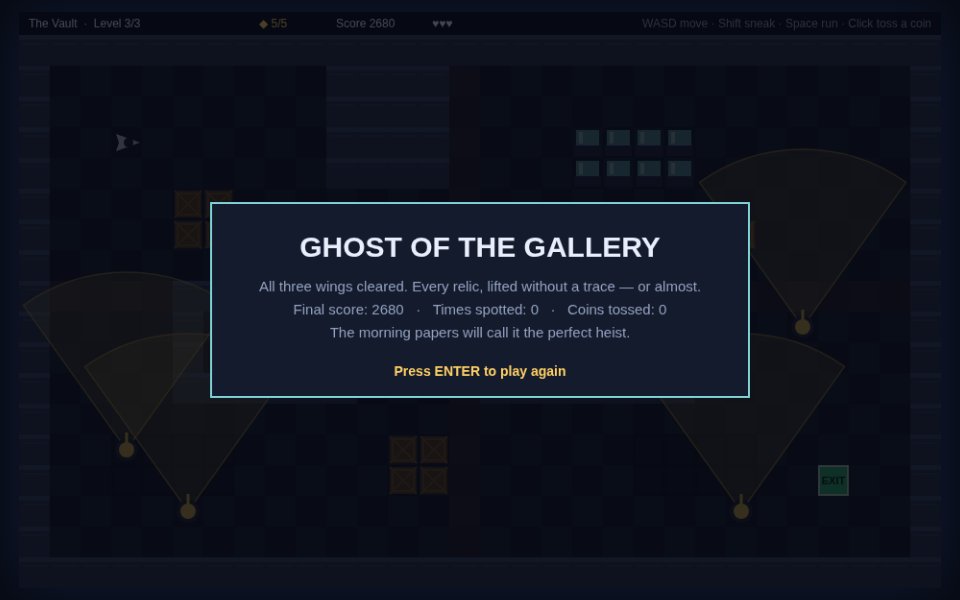 The Vault · Level 3/3 ◆ 5/5 Score 2680 ♥♥♥ WASD move · Shift sneak · Space run · Click toss a coin
GHOST OF THE GALLERY
All three wings cleared. Every relic, lifted without a trace — or almost.
Final score: 2680 · Times spotted: 0 · Coins tossed: 0
The morning papers will call it the perfect heist.
Press ENTER to play again
EXIT